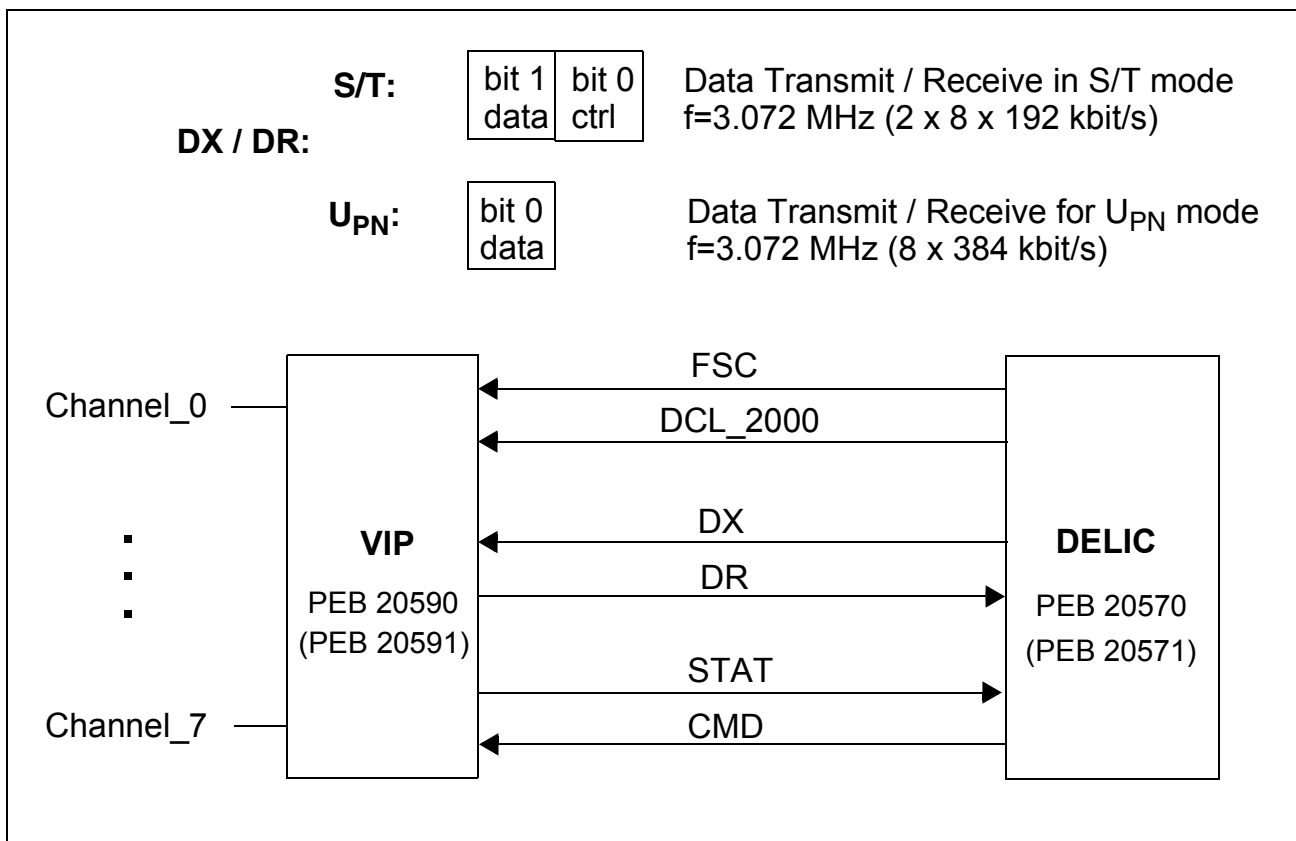 S/T:
bit 1 bit 0
data ctrl
Data Transmit / Receive in S/T mode
f=3.072 MHz (2 x 8 x 192 kbit/s)
DX / DR:
UPN:
bit 0
data
Data Transmit / Receive for UPN mode
f=3.072 MHz (8 x 384 kbit/s)
FSC
Channel_0
DCL_2000
DX
VIP
DELIC
DR
PEB 20590
(PEB 20591)
PEB 20570
(PEB 20571)
STAT
Channel_7
CMD